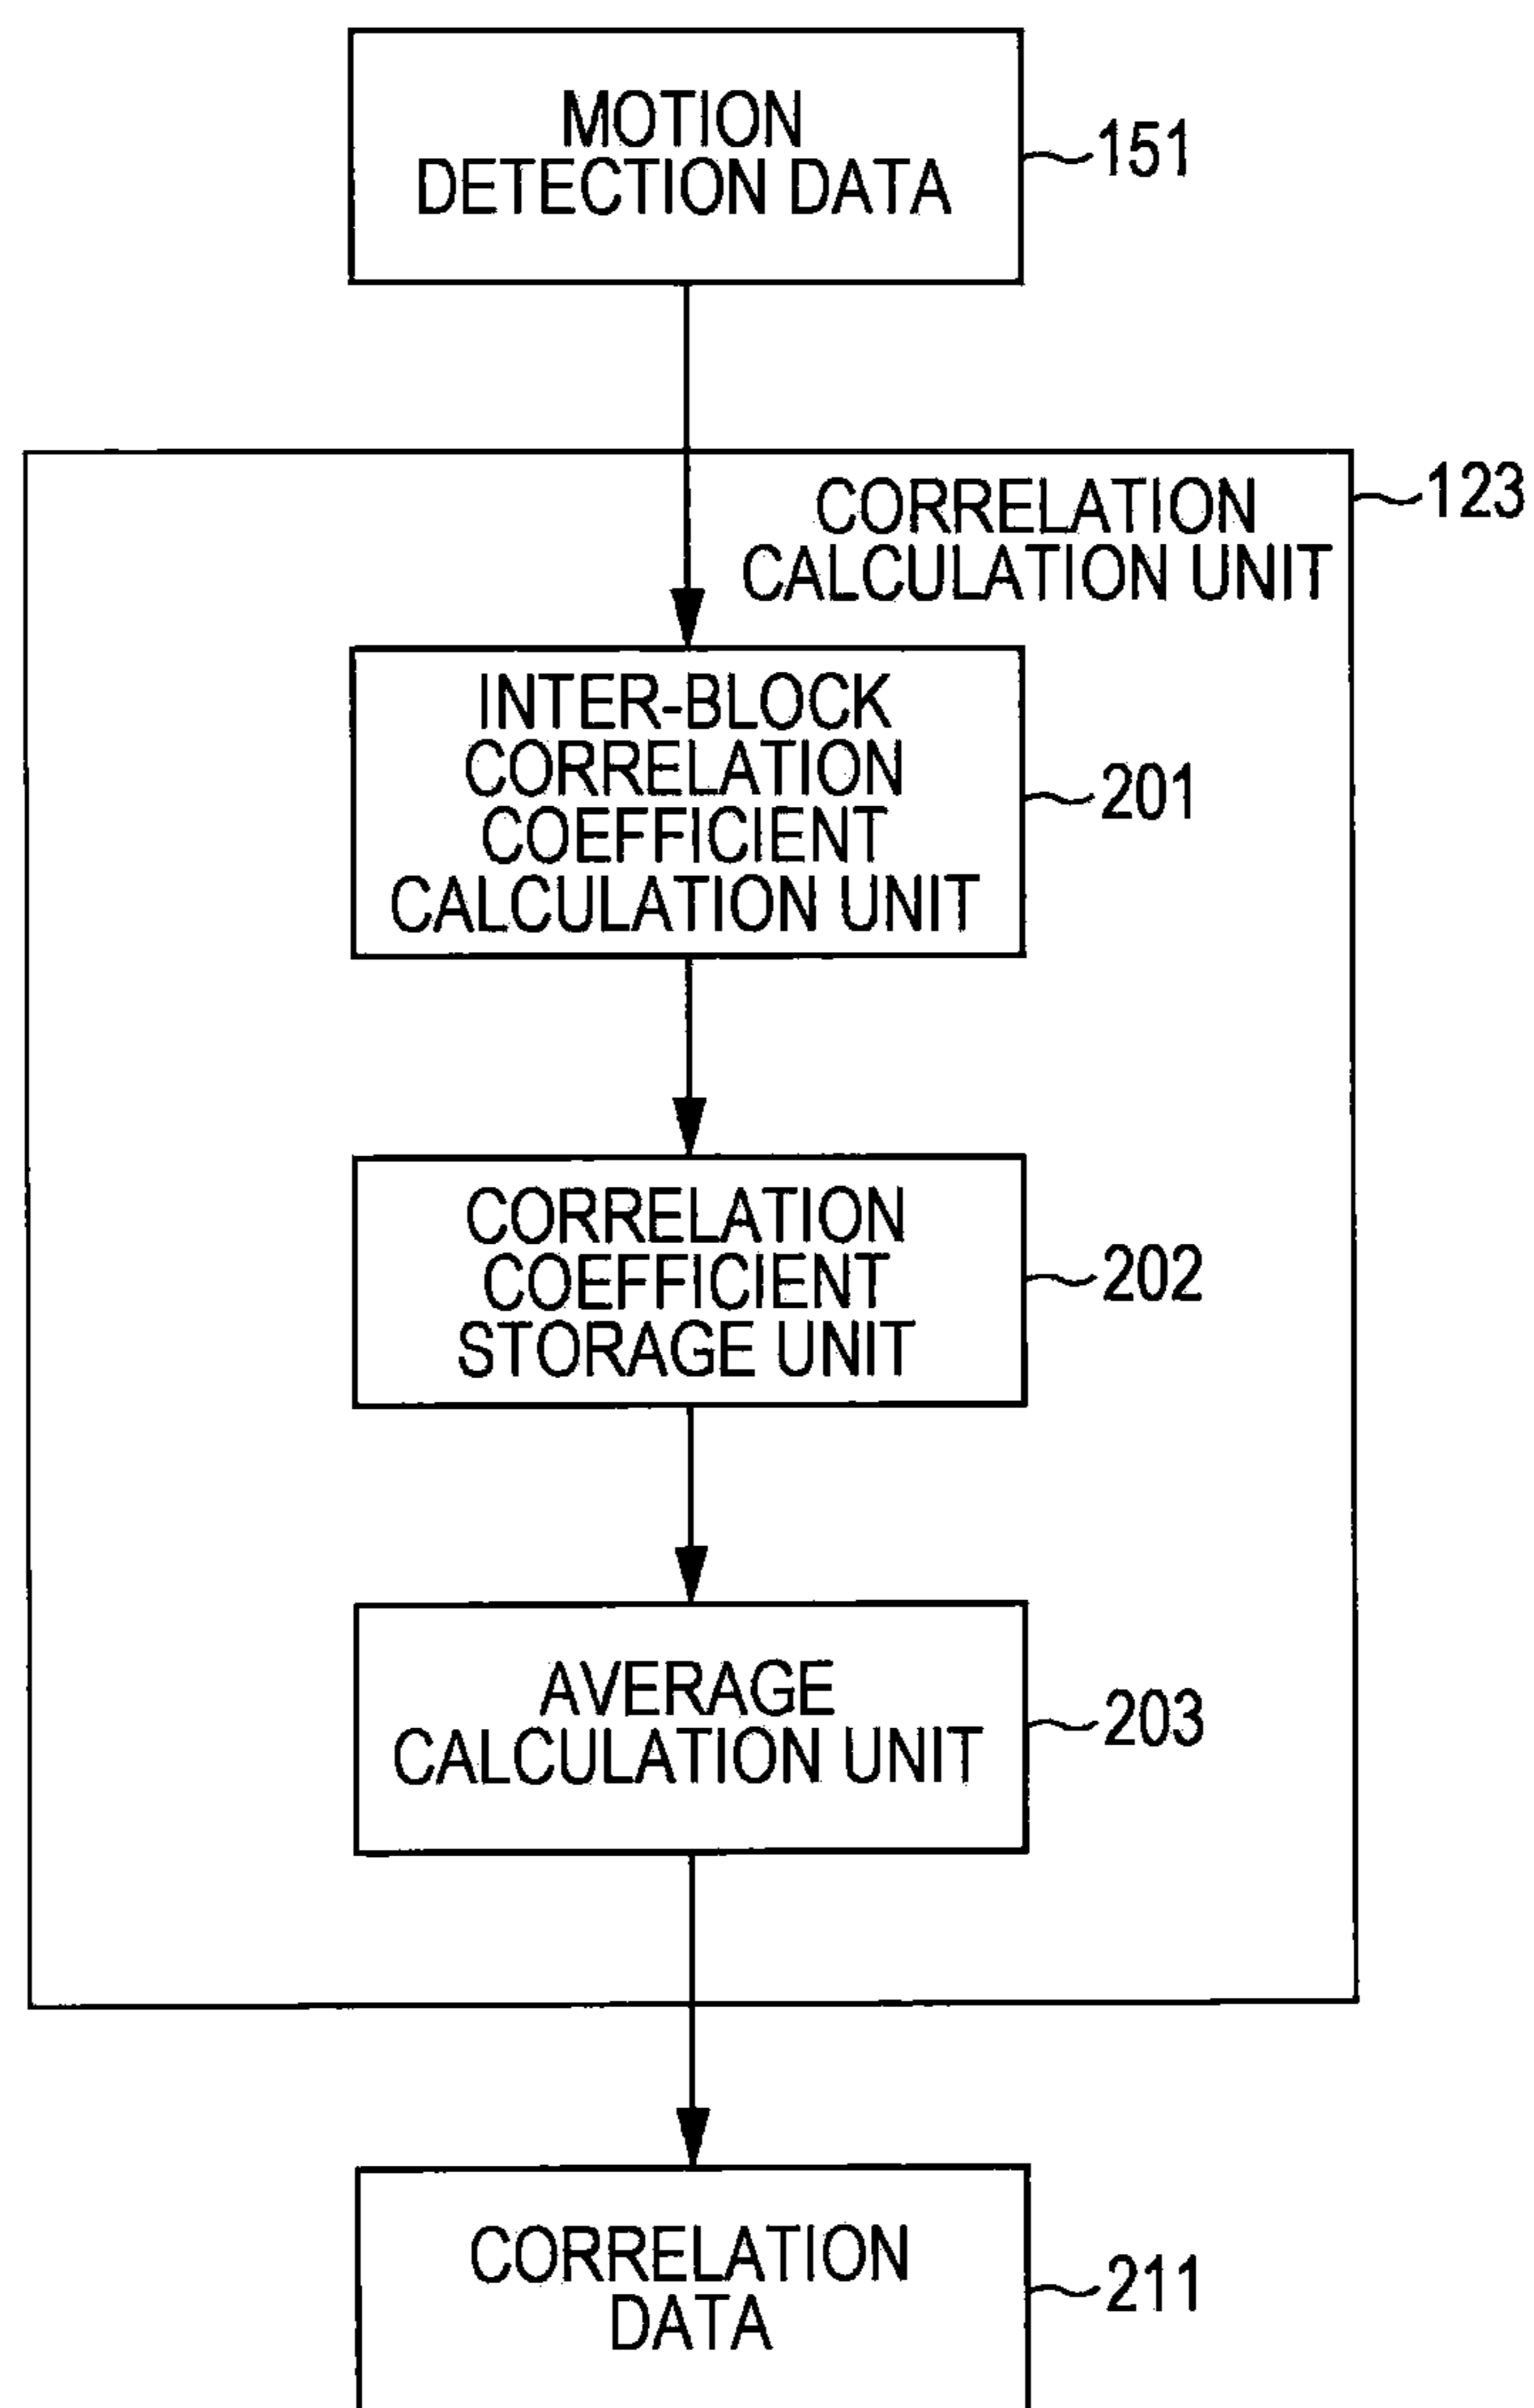 MOTION
DETECTION DATA
151
CORRELATION
CALCULATION UNIT
123
INTER-BLOCK
CORRELATION
COEFFICIENT
CALCULATION UNIT
201
CORRELATION
COEFFICIENT
STORAGE UNIT
202
AVERAGE
CALCULATION UNIT
203
CORRELATION
DATA
211